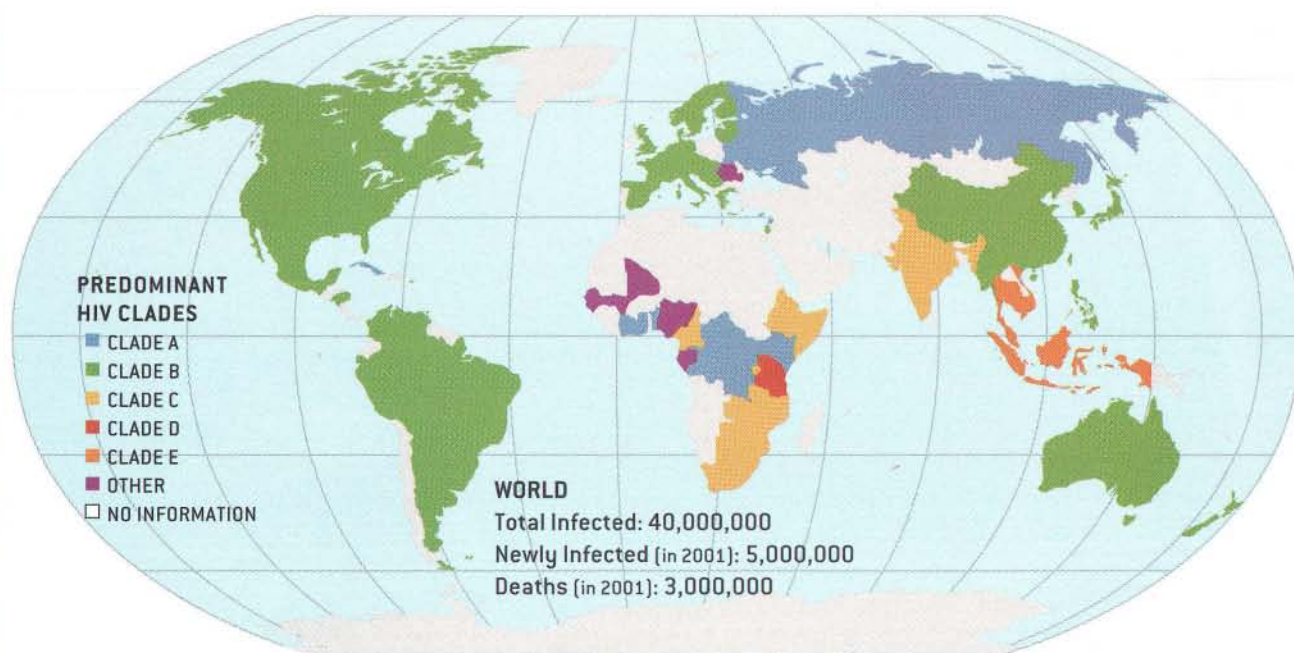 PREDOMINANT
HIV CLADES
CLADE A
CLADE B
CLADE C
CLADE D
CLADE E
OTHER
NO INFORMATION
WORLD
Total Infected: 40,000,000
Newly Infected (in 2001): 5,000,000
Deaths (in 2001): 3,000,000